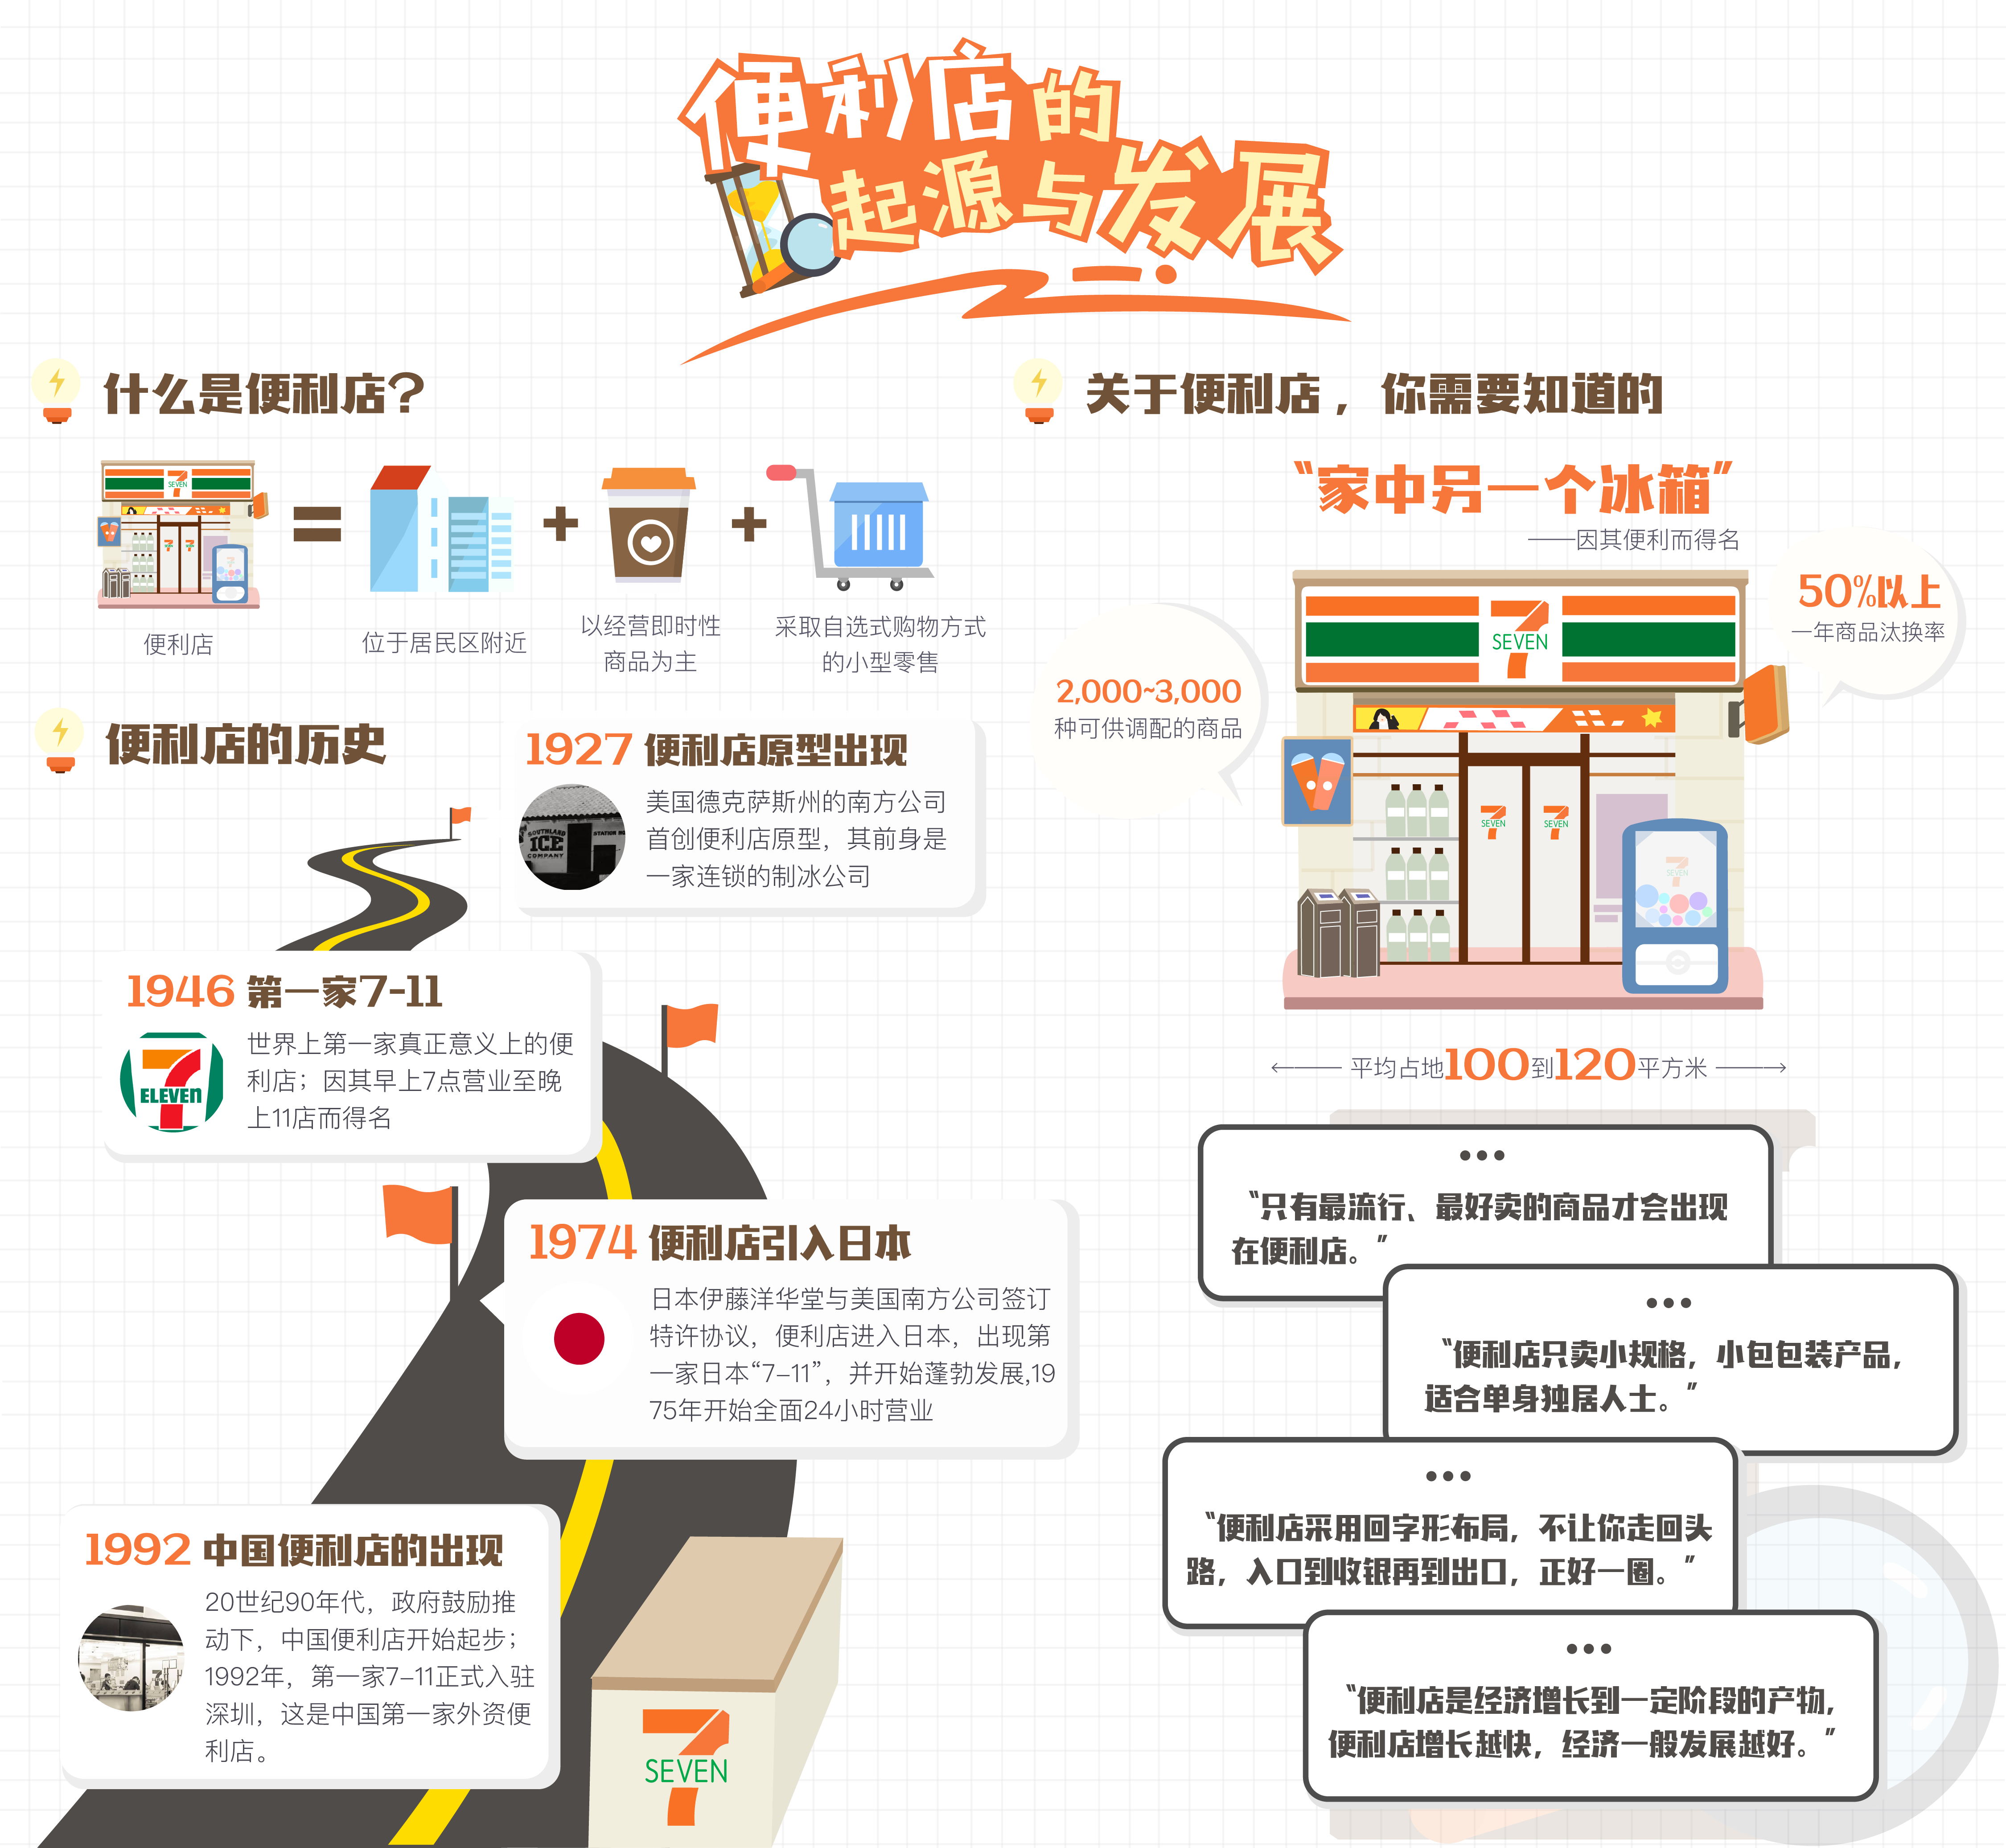 便利店的
起源与发展
什么是便利店?
便利店
位于居民区附近
以经营即时性
商品为主
采取自选式购物方式
的小型零售
7
SEVEN
便利店的历史
1927 便利店原型出现
美国德克萨斯州的南方公司
首创便利店原型，其前身是
一家连锁的制冰公司
SOUTHLAND
ICE
COMPANY
1946 第一家7-11
世界上第一家真正意义上的便
利店；因其早上7点营业至晚
上11店而得名
7
ELEVEn
1974 便利店引入日本
日本伊藤洋华堂与美国南方公司签订
特许协议，便利店进入日本，出现第
一家日本“7-11”，并开始蓬勃发展,19
75年开始全面24小时营业
1992 中国便利店的出现
20世纪90年代，政府鼓励推
动下，中国便利店开始起步；
1992年，第一家7-11正式入驻
深圳，这是中国第一家外资便
利店。
7
SEVEN
关于便利店，你需要知道的
“家中另一个冰箱”
——因其便利而得名
50%以上
一年商品汰换率
2,000~3,000
种可供调配的商品
7
SEVEN
7
SEVEN
7
SEVEN
7
SEVEN
平均占地100到120平方米
“只有最流行、最好卖的商品才会出现
在便利店。”
“便利店只卖小规格，小包包装产品，
适合单身独居人士。”
“便利店采用回字形布局，不让你走回头
路，入口到收银再到出口，正好一圈。”
“便利店是经济增长到一定阶段的产物，
便利店增长越快，经济一般发展越好。”